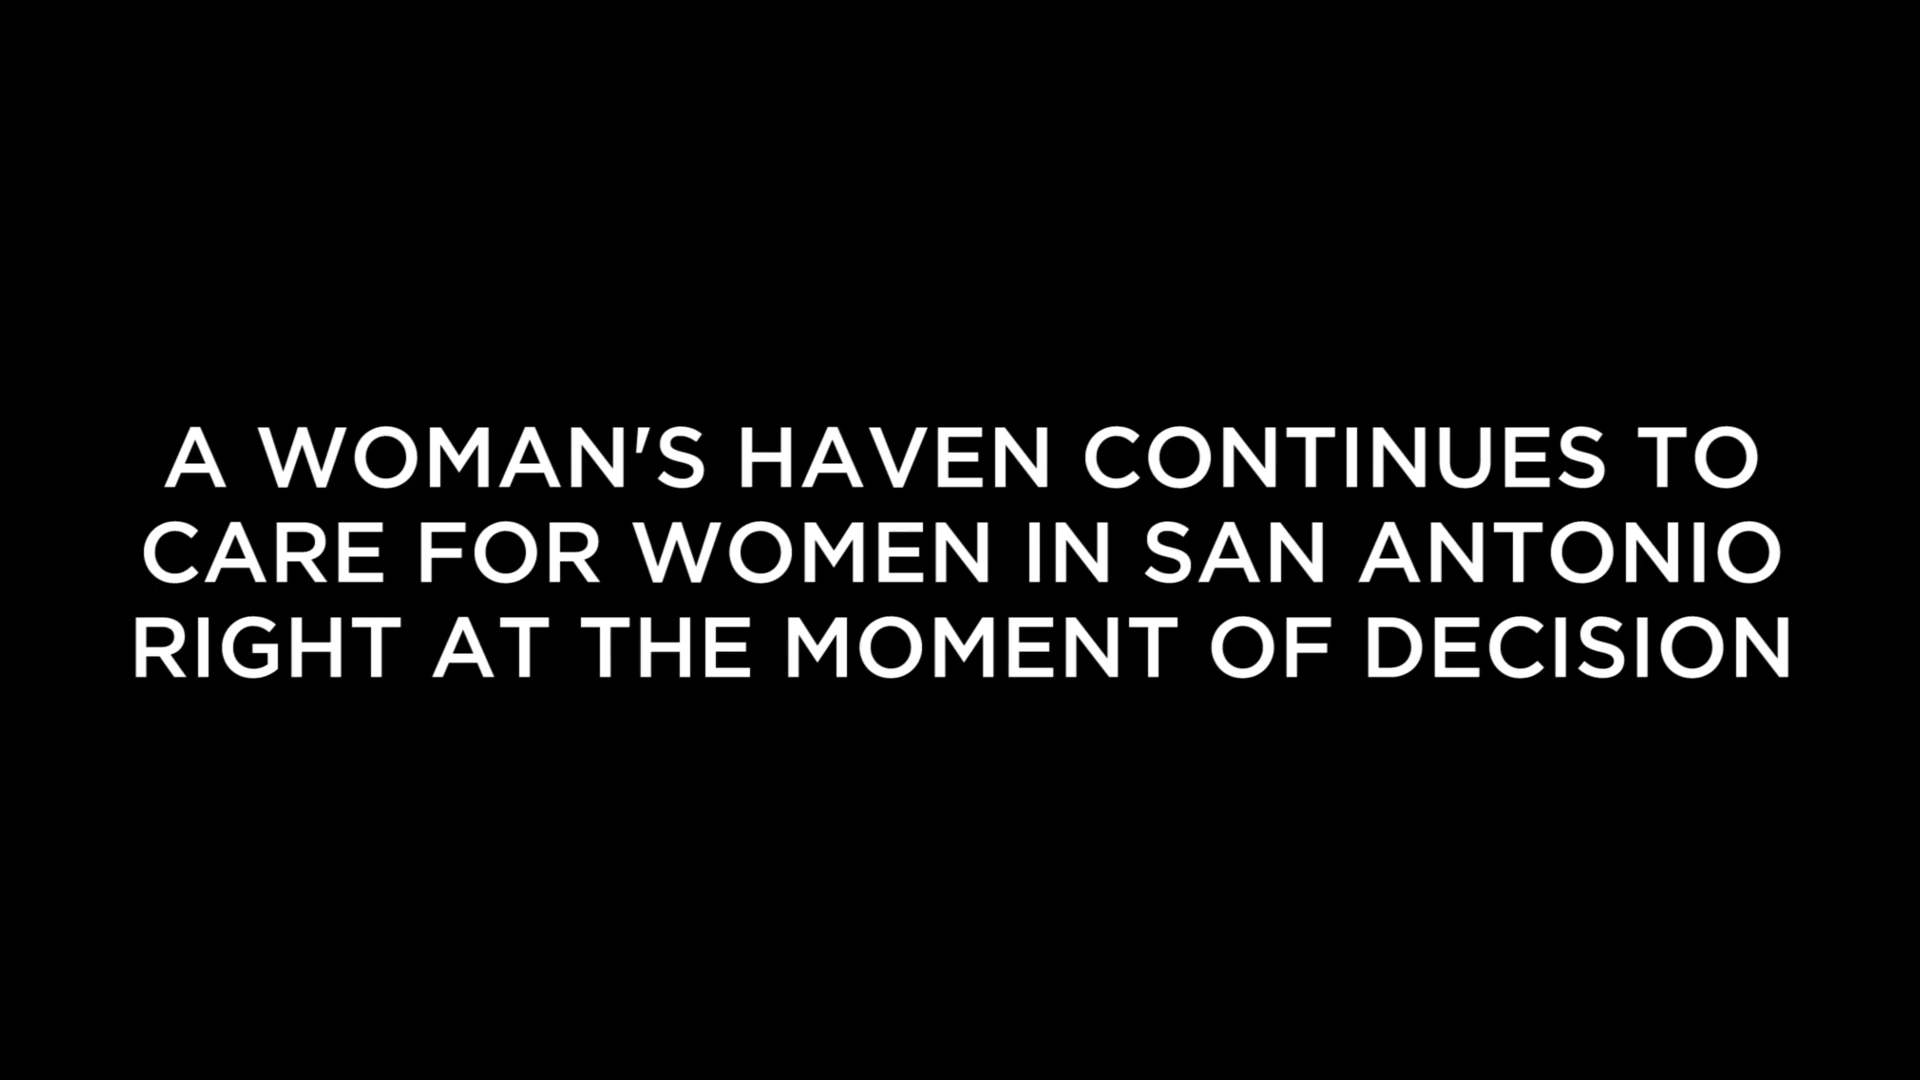 A WOMAN'S HAVEN CONTINUES TO
CARE FOR WOMEN IN SAN ANTONIO
RIGHT AT THE MOMENT OF DECISION